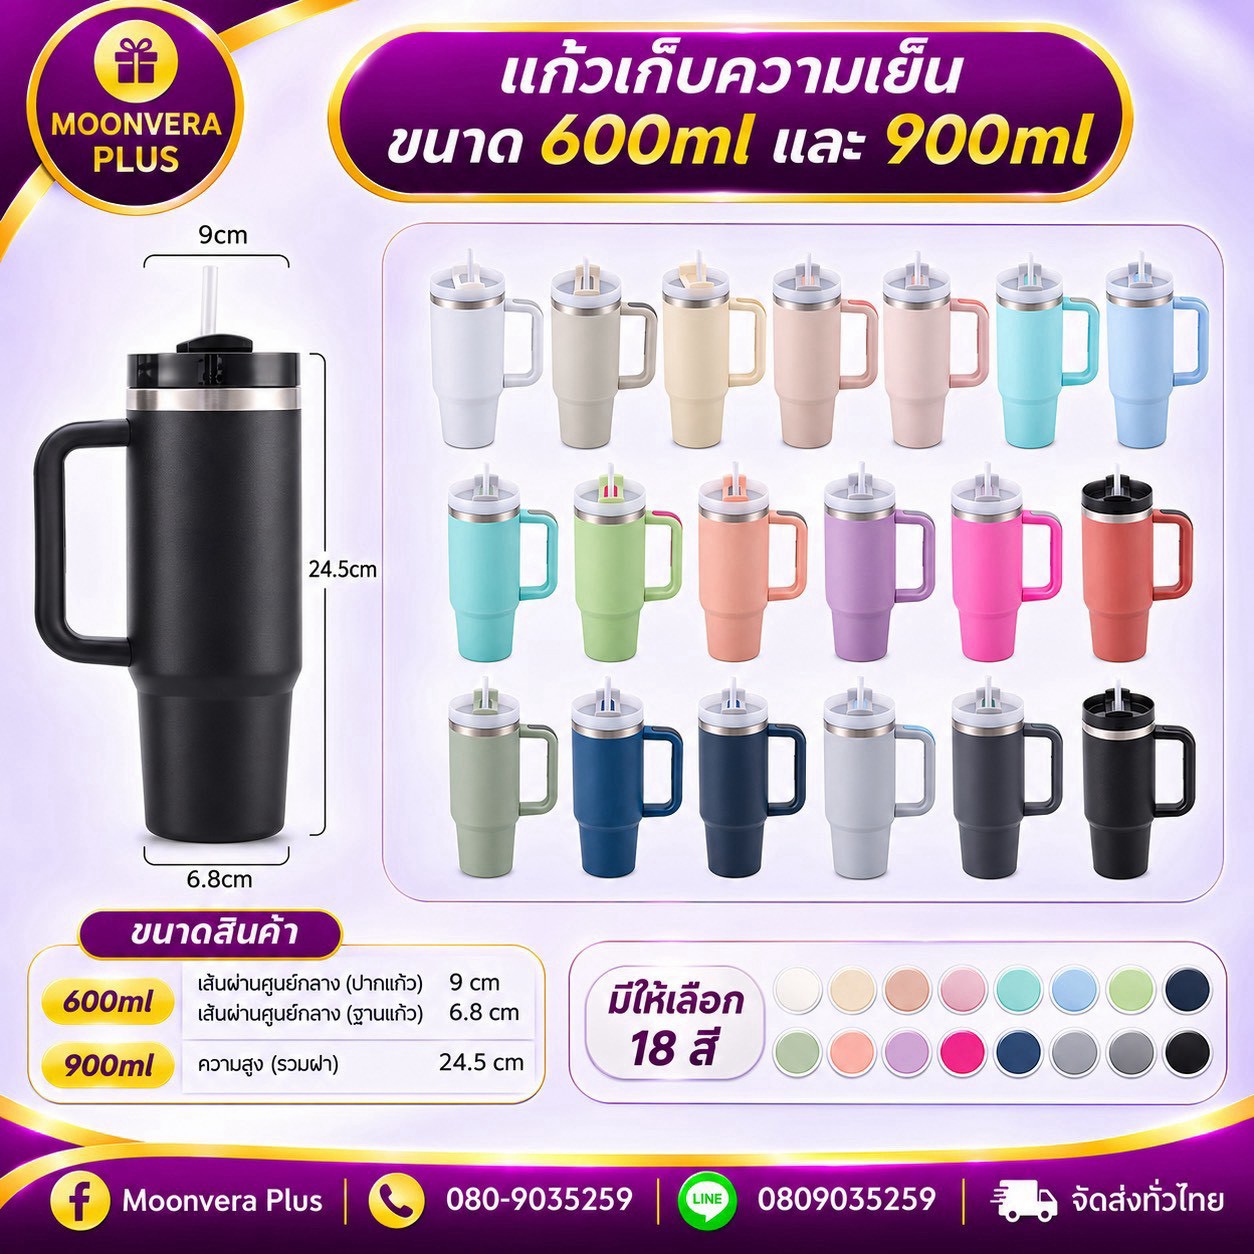 MOONVERA
PLUS
แก้วเก็บความเย็น
ขนาด 600ml และ 900ml
9cm
24.5cm
6.8cm
ขนาดสินค้า
600ml
เส้นผ่านศูนย์กลาง (ปากแก้ว) 9 cm
เส้นผ่านศูนย์กลาง (ฐานแก้ว) 6.8 cm
900ml
ความสูง (รวมฝา) 24.5 cm
มีให้เลือก
18 สี
Moonvera Plus
080-9035259
LINE
0809035259
จัดส่งทั่วไทย